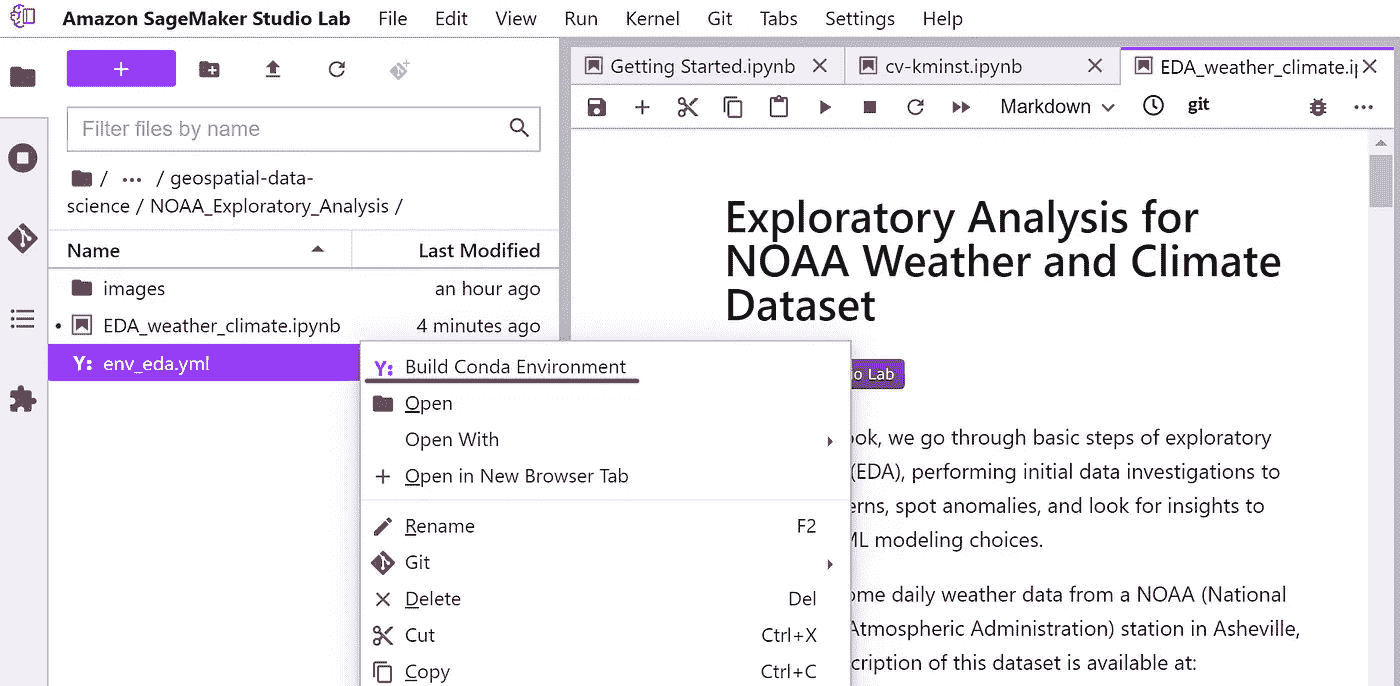 Amazon SageMaker Studio Lab File Edit View Run Kernel Git Tabs Settings Help
+
Filter files by name
/ ··· / geospatial-data-
science / NOAA_Exploratory_Analysis /
Name Last Modified
images an hour ago
EDA_weather_climate.ipynb 4 minutes ago
Y: env_eda.yml
Y: Build Conda Environment
Open
Open With
Open in New Browser Tab
Rename F2
Git
Delete Del
Cut Ctrl+X
Copy Ctrl+C
Getting Started.ipynb cv-kminst.ipynb EDA_weather_climate.i
Markdown git ···
Exploratory Analysis for
NOAA Weather and Climate
Dataset
Lab
we go through basic steps of exploratory
(EDA), performing initial data investigations to
spot anomalies, and look for insights to
modeling choices.
daily weather data from a NOAA (National
Atmospheric Administration) station in Asheville,
of this dataset is available at: